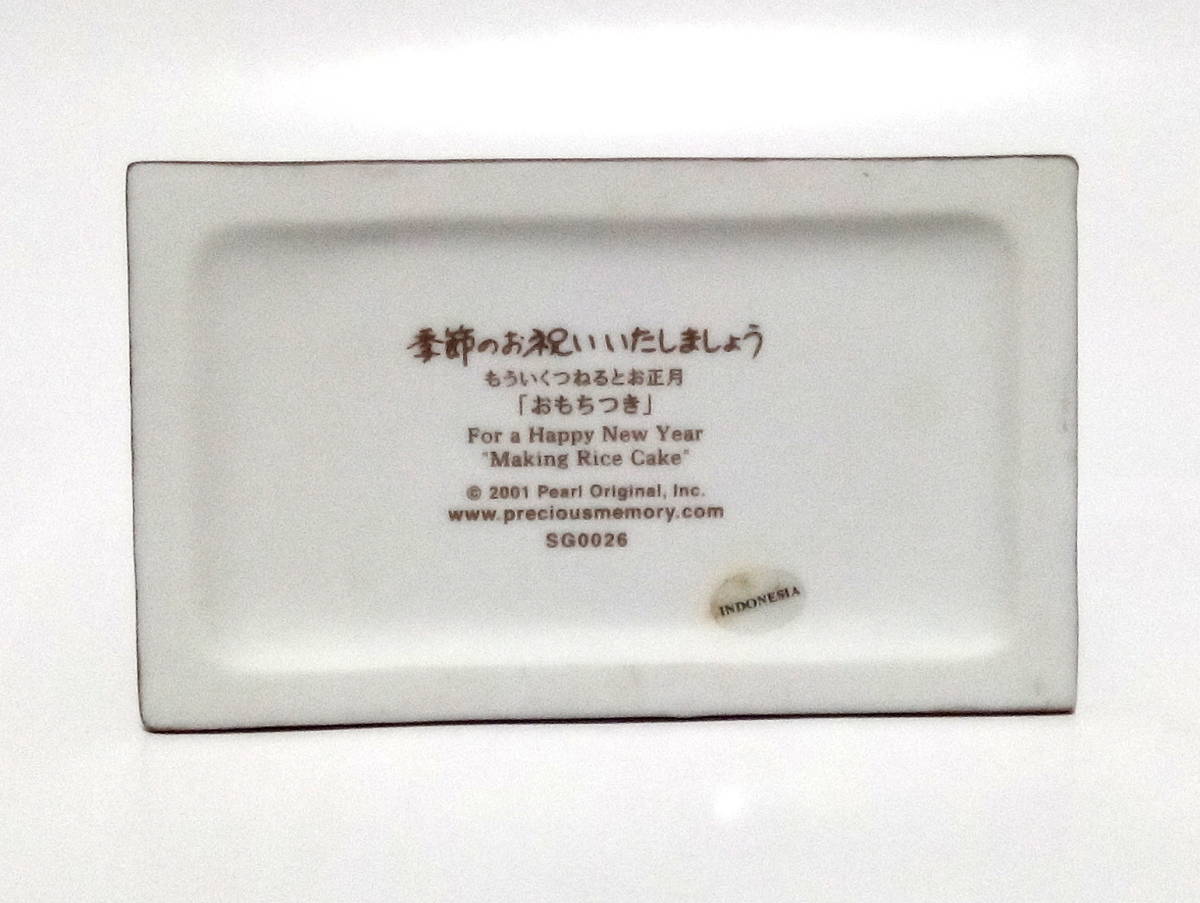 季節のお祝いいたしましょう
もういくつねるとお正月
「おもちつき」
For a Happy New Year
"Making Rice Cake"
© 2001 Pearl Original, Inc.
www.preciousmemory.com
SG0026
INDONESIA